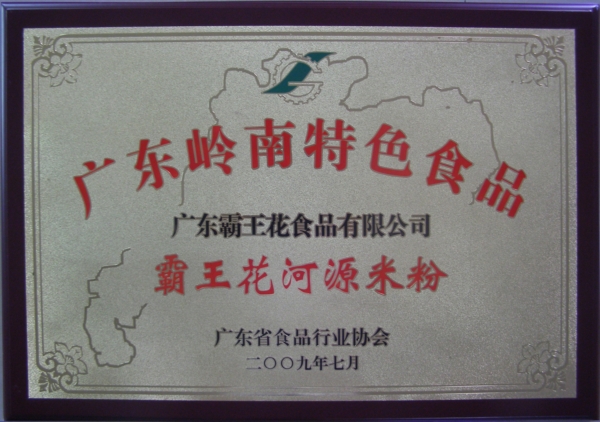 广东岭南特色食品
广东霸王花食品有限公司
霸王花河源米粉
广东省食品行业协会
二〇〇九年七月